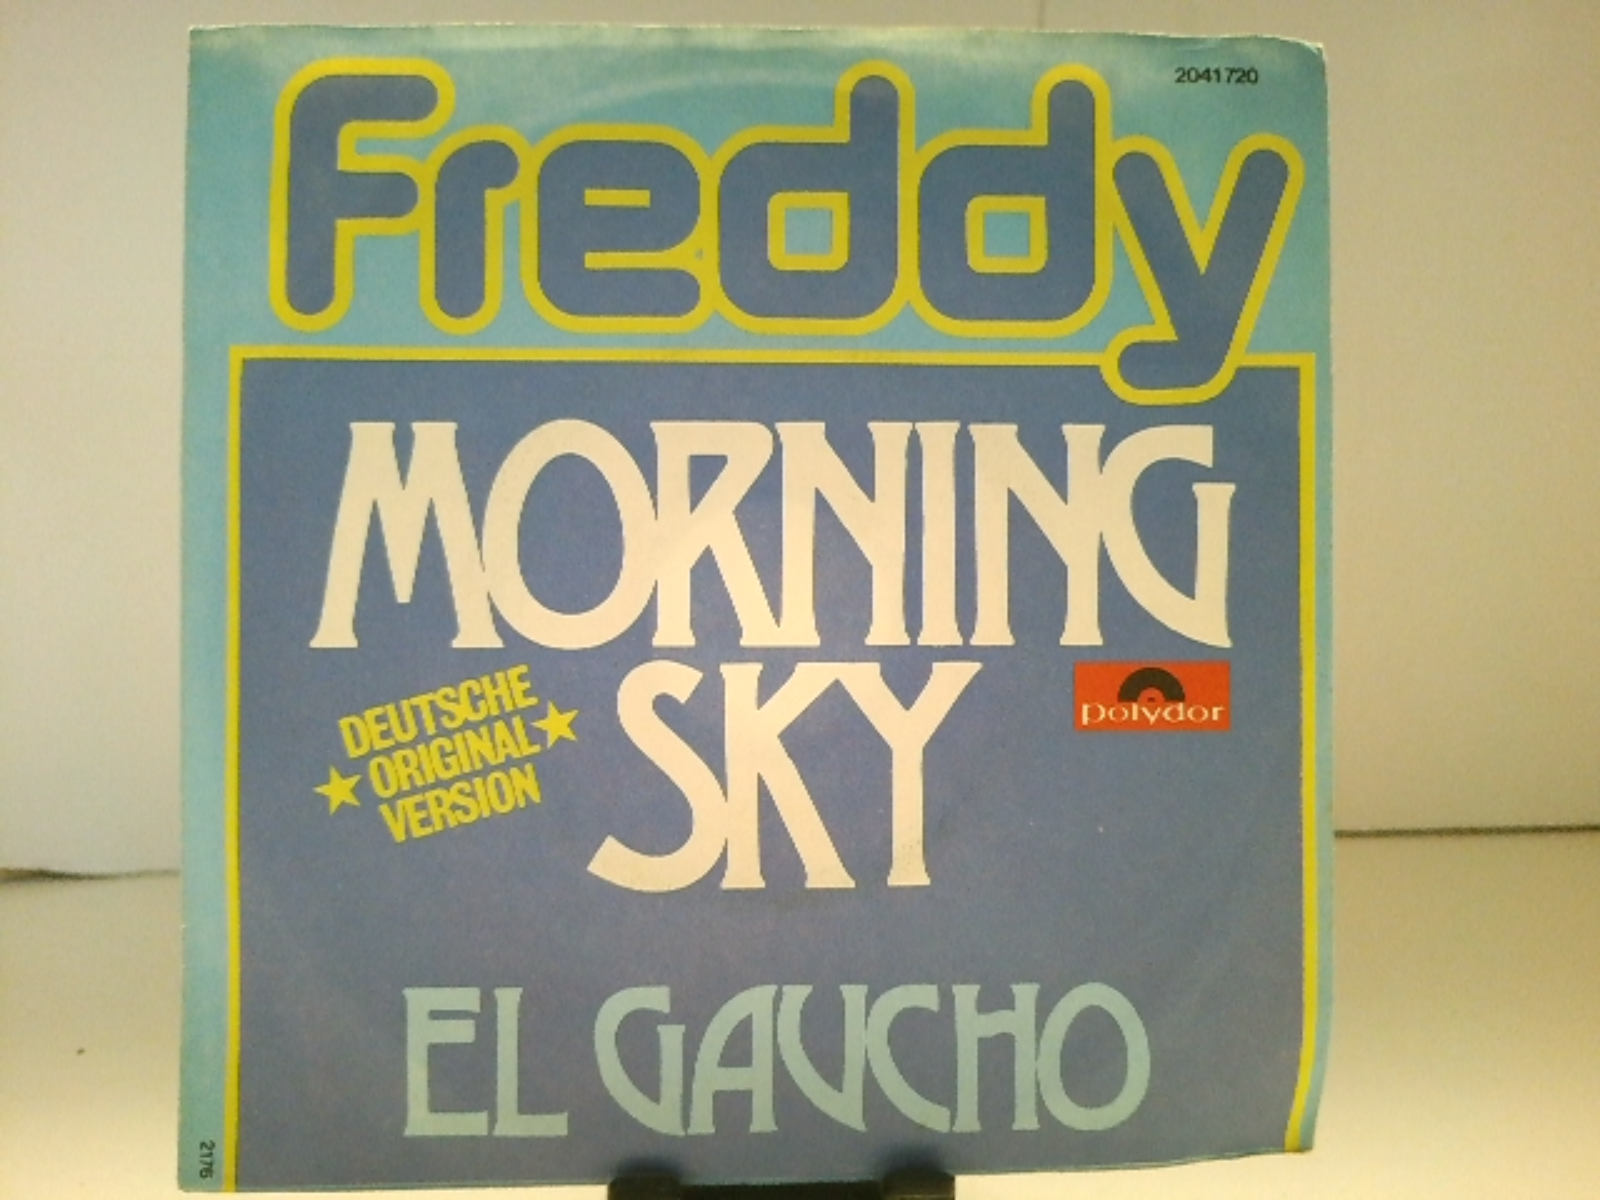 2041720
Freddy
MORNING
SKY
DEUTSCHE
ORIGINAL
VERSION
polydor
EL GAUCHO
2176